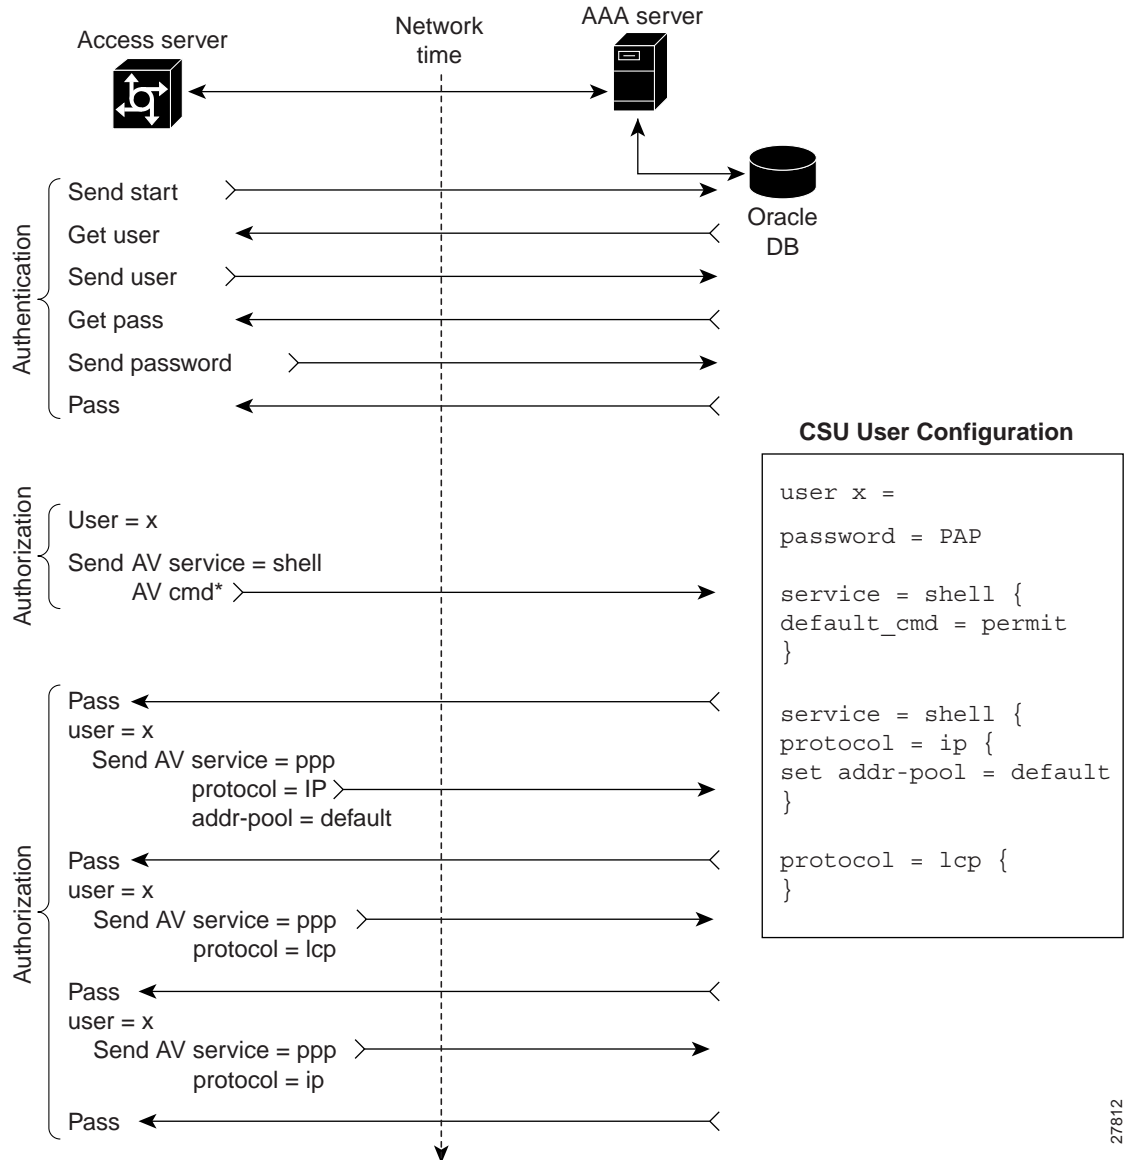 Access server
Network
time
AAA server
Oracle
DB
Authentication
Send start
Get user
Send user
Get pass
Send password
Pass
Authorization
User = x
Send AV service = shell
AV cmd*
Authorization
Pass
user = x
Send AV service = ppp
protocol = IP
addr-pool = default
Pass
user = x
Send AV service = ppp
protocol = lcp
Pass
user = x
Send AV service = ppp
protocol = ip
Pass
CSU User Configuration
user x =
password = PAP
service = shell {
default_cmd = permit
}
service = shell {
protocol = ip {
set addr-pool = default
}
protocol = lcp {
}
27812